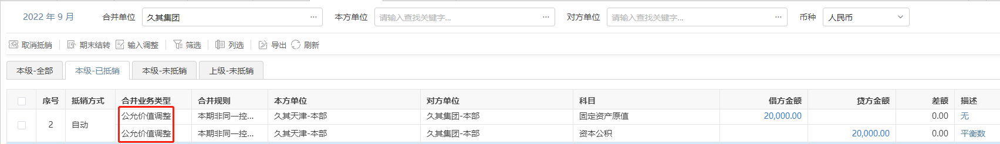 2022 年 9 月 合并单位 久其集团 ··· 本方单位 请输入查找关键字... ··· 对方单位 请输入查找关键字... ··· 币种 人民币
取消抵销 期末结转 输入调整 筛选 列选 导出 刷新
本级-全部 本级-已抵销 本级-未抵销 上级-未抵销
序号 抵销方式 合并业务类型 合并规则 本方单位 对方单位 科目 借方金额 贷方金额 差额 描述
公允价值调整 本期非同一控... 久其天津-本部 久其集团-本部 固定资产原值 20,000.00 0.00 无
2 自动
公允价值调整 本期非同一控... 久其天津-本部 久其集团-本部 资本公积 20,000.00 0.00 平衡数